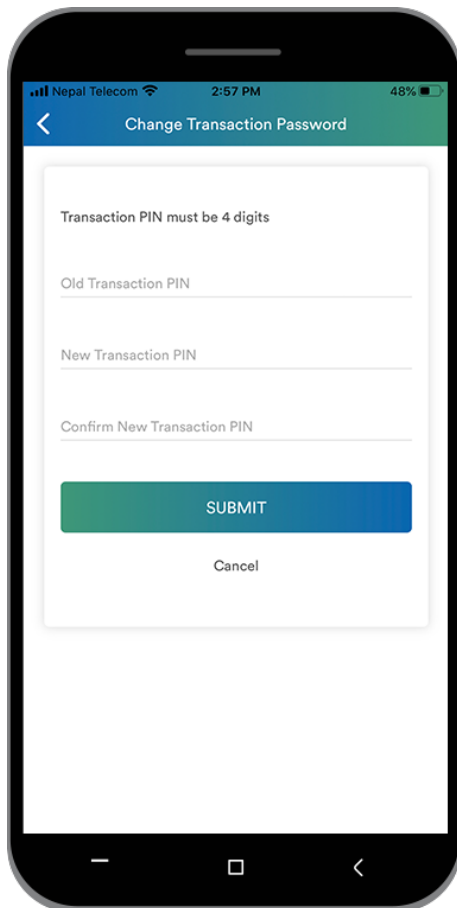 Nepal Telecom 2:57 PM 48%
Change Transaction Password
Transaction PIN must be 4 digits
Old Transaction PIN
New Transaction PIN
Confirm New Transaction PIN
SUBMIT
Cancel